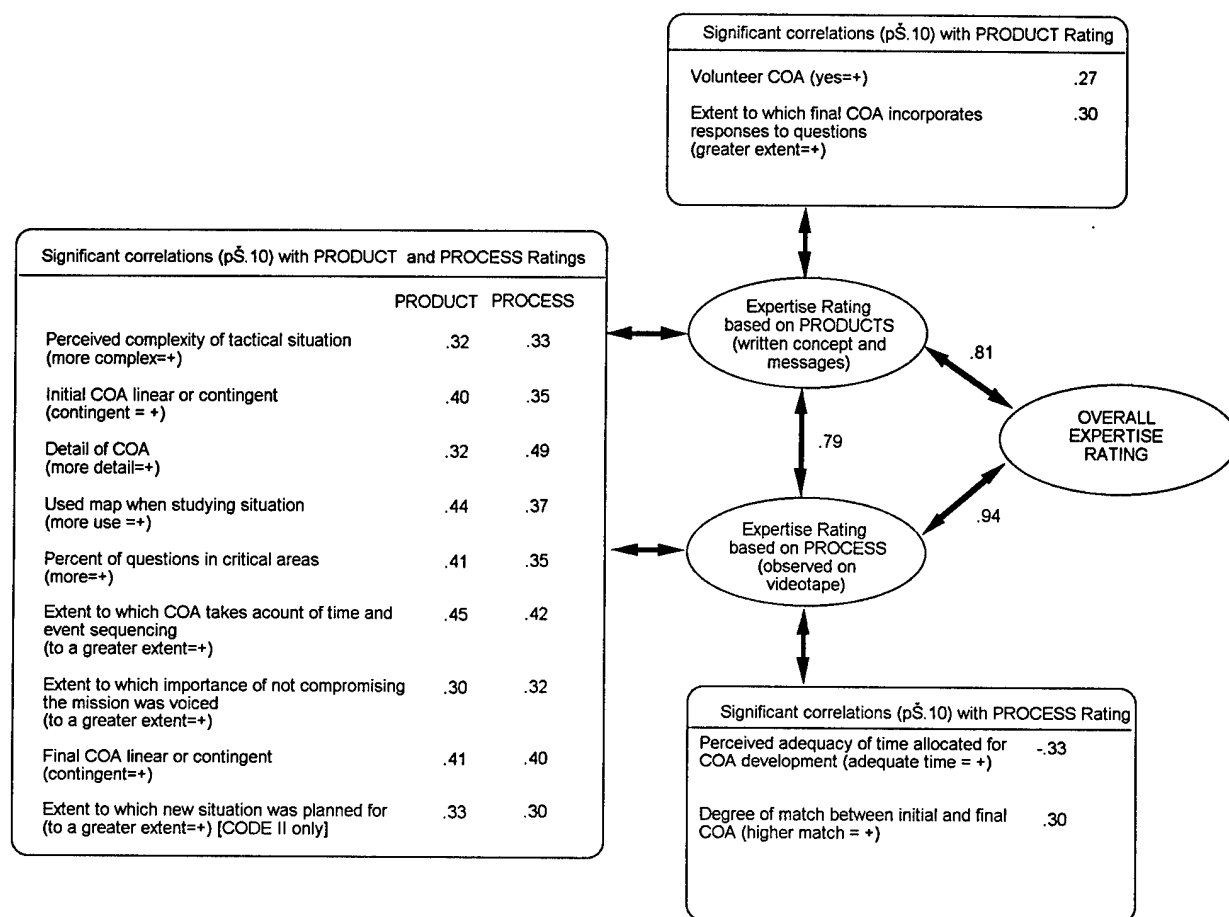 Significant correlations (pŠ.10) with PRODUCT Rating
Volunteer COA (yes=+) .27
Extent to which final COA incorporates .30
responses to questions
(greater extent=+)
Significant correlations (pŠ.10) with PRODUCT and PROCESS Ratings
PRODUCT PROCESS
Perceived complexity of tactical situation .32 .33
(more complex=+)
Initial COA linear or contingent .40 .35
(contingent = +)
Detail of COA .32 .49
(more detail=+)
Used map when studying situation .44 .37
(more use =+)
Percent of questions in critical areas .41 .35
(more=+)
Extent to which COA takes acount of time and .45 .42
event sequencing
(to a greater extent=+)
Extent to which importance of not compromising .30 .32
the mission was voiced
(to a greater extent=+)
Final COA linear or contingent .41 .40
(contingent=+)
Extent to which new situation was planned for .33 .30
(to a greater extent=+) [CODE II only]
Expertise Rating
based on PRODUCTS
(written concept and
messages)
.81
.79
OVERALL
EXPERTISE
RATING
.94
Expertise Rating
based on PROCESS
(observed on
videotape)
Significant correlations (pŠ.10) with PROCESS Rating
Perceived adequacy of time allocated for -.33
COA development (adequate time = +)
Degree of match between initial and final .30
COA (higher match = +)